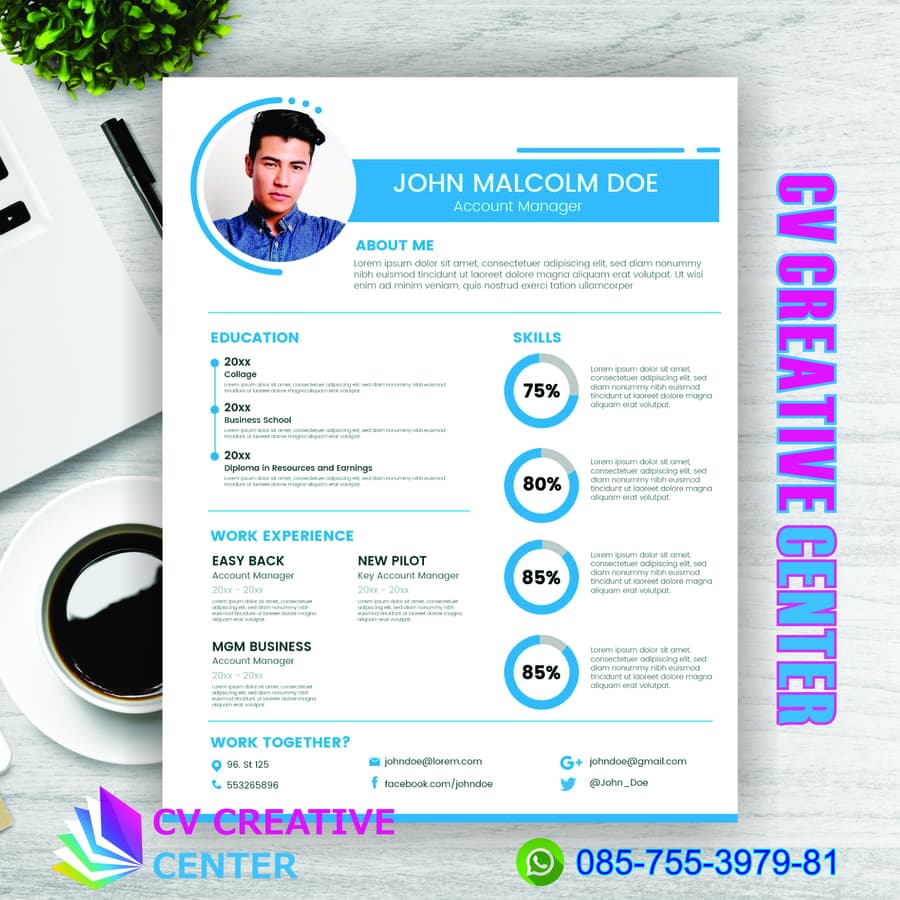 JOHN MALCOLM DOE
Account Manager
ABOUT ME
Lorem ipsum dolor sit amet, consectetuer adipiscing elit, sed diam nonummy
nibh euismod tincidunt ut laoreet dolore magna aliquam erat volutpat. Ut wisi
enim ad minim veniam, quis nostrud exerci tation ullamcorper
EDUCATION
20xx
Collage
Lorem ipsum dolor sit amet, consectetuer adipiscing elit, sed diam nonummy nibh euismod
tincidunt ut laoreet dolore magna aliquam erat volutpat.
20xx
Business School
Lorem ipsum dolor sit amet, consectetuer adipiscing elit, sed diam nonummy nibh euismod
tincidunt ut laoreet dolore magna aliquam erat volutpat.
20xx
Diploma in Resources and Earnings
Lorem ipsum dolor sit amet, consectetuer adipiscing elit, sed diam nonummy nibh euismod
tincidunt ut laoreet dolore magna aliquam erat volutpat.
WORK EXPERIENCE
EASY BACK
Account Manager
20xx - 20xx
Lorem ipsum dolor sit amet, consectetuer
adipiscing elit, sed diam nonummy nibh
euismod tincidunt ut laoreet dolore magna
aliquam erat volutpat.
NEW PILOT
Key Account Manager
20xx - 20xx
Lorem ipsum dolor sit amet, consectetuer
adipiscing elit, sed diam nonummy nibh
euismod tincidunt ut laoreet dolore magna
aliquam erat volutpat.
MGM BUSINESS
Account Manager
20xx - 20xx
Lorem ipsum dolor sit amet, consectetuer
adipiscing elit, sed diam nonummy nibh
euismod tincidunt ut laoreet dolore magna
aliquam erat volutpat.
SKILLS
75%
Lorem ipsum dolor sit amet,
consectetuer adipiscing elit, sed
diam nonummy nibh euismod
tincidunt ut laoreet dolore magna
aliquam erat volutpat.
80%
Lorem ipsum dolor sit amet,
consectetuer adipiscing elit, sed
diam nonummy nibh euismod
tincidunt ut laoreet dolore magna
aliquam erat volutpat.
85%
Lorem ipsum dolor sit amet,
consectetuer adipiscing elit, sed
diam nonummy nibh euismod
tincidunt ut laoreet dolore magna
aliquam erat volutpat.
85%
Lorem ipsum dolor sit amet,
consectetuer adipiscing elit, sed
diam nonummy nibh euismod
tincidunt ut laoreet dolore magna
aliquam erat volutpat.
WORK TOGETHER?
96. St 125
johndoe@lorem.com
johndoe@gmail.com
553265896
facebook.com/johndoe
@John_Doe
CV CREATIVE CENTER
CV CREATIVE
CENTER
085-755-3979-81